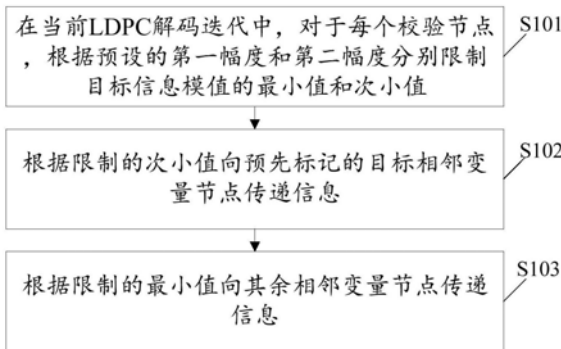 在当前LDPC解码迭代中，对于每个校验节点
，根据预设的第一幅度和第二幅度分别限制
目标信息模值的最小值和次小值
S101
根据限制的次小值向预先标记的目标相邻变
量节点传递信息
S102
根据限制的最小值向其余相邻变量节点传递
信息
S103